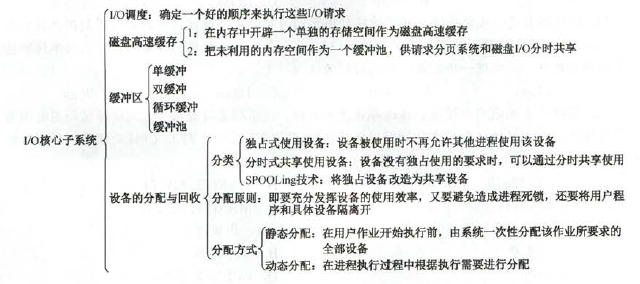 I/O核心子系统
I/O调度：确定一个好的顺序来执行这些I/O请求
磁盘高速缓存
1：在内存中开辟一个单独的存储空间作为磁盘高速缓存
2：把未利用的内存空间作为一个缓冲池，供请求分页系统和磁盘I/O分时共享
缓冲区
单缓冲
双缓冲
循环缓冲
缓冲池
设备的分配与回收
分类
独占式使用设备：设备被使用时不再允许其他进程使用该设备
分时式共享使用设备：设备没有独占使用的要求时，可以通过分时共享使用
SPOOLing技术：将独占设备改造为共享设备
分配原则：即要充分发挥设备的使用效率，又要避免造成进程死锁，还要将用户程
序和具体设备隔离开
分配方式
静态分配：在用户作业开始执行前，由系统一次性分配该作业所要求的
全部设备
动态分配：在进程执行过程中根据执行需要进行分配